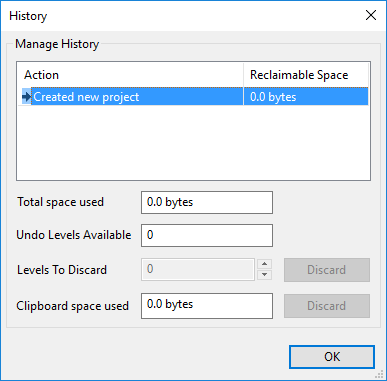 History
Manage History
Action Reclaimable Space
Created new project 0.0 bytes
Total space used 0.0 bytes
Undo Levels Available 0
Levels To Discard 0 Discard
Clipboard space used 0.0 bytes Discard
OK